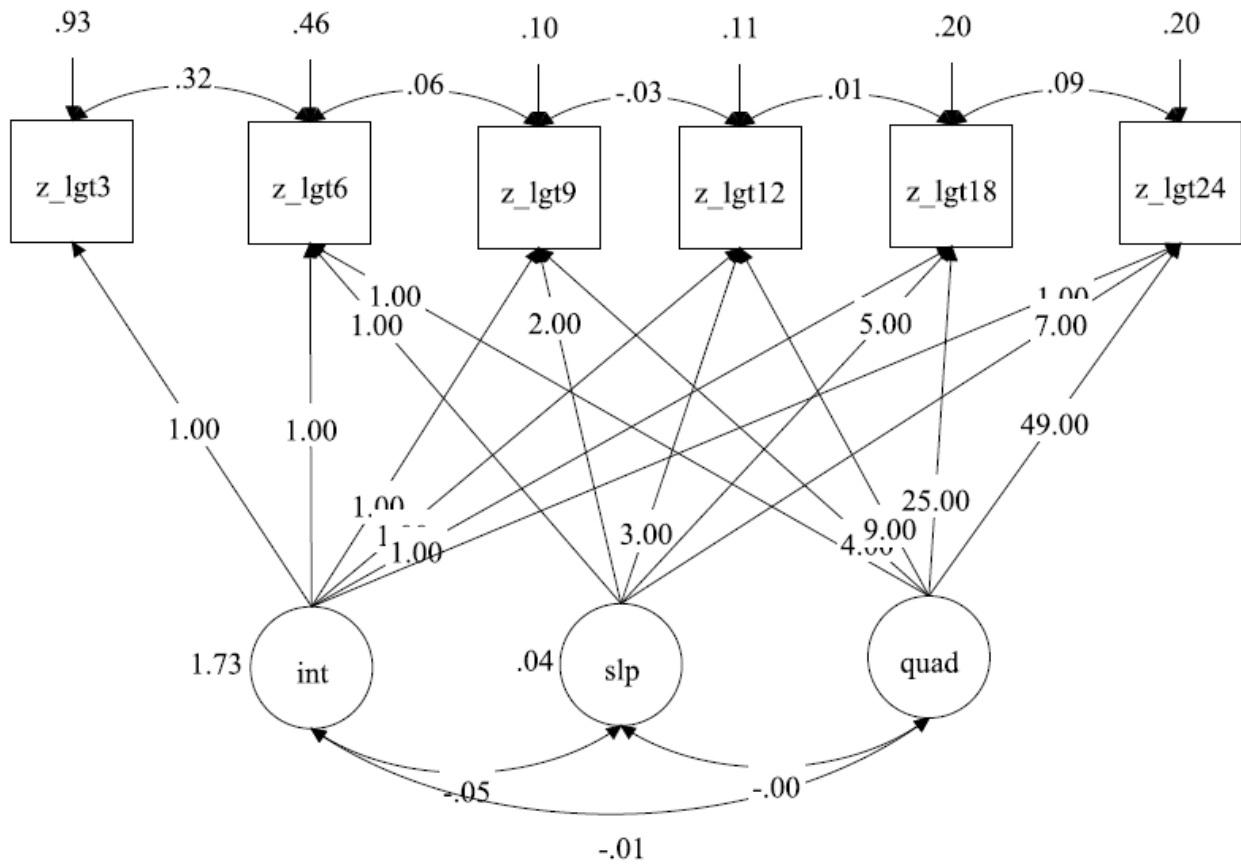 .93 .46 .10 .11 .20 .20
.32 .06 -.03 .01 .09
z_lgt3 z_lgt6 z_lgt9 z_lgt12 z_lgt18 z_lgt24
1.00 1.00
1.00 2.00 5.00 7.00
1.00 1.00 49.00
1.00 25.00
3.00 9.00
1.00 4.00
1.73 int .04 slp quad
-.05 -.00
-.01